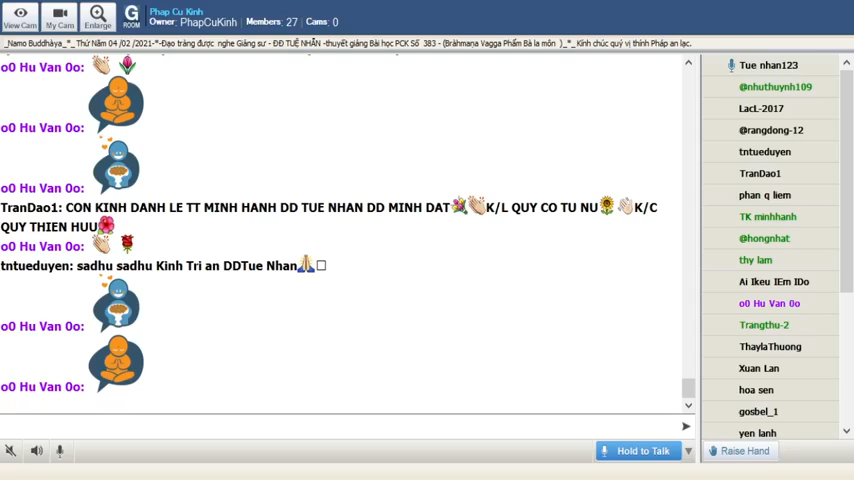 Phap Cu Kinh
Owner: PhapCuKinh | Members: 27 | Cams: 0
View Cam
My Cam
Enlarge
G
ROOM
_Namo Buddhàya_*_ Thứ Năm 04 /02 /2021-*-Đạo tràng được nghe Giảng sư - ĐĐ TUỆ NHÂN -thuyết giảng Bài học PCK Số 383 - (Bràhmaṇa Vagga Phẩm Bà la môn )_*_ Kính chúc quý vị thính Pháp an lạc.
o0 Hu Van 0o:
o0 Hu Van 0o:
o0 Hu Van 0o:
TranDao1: CON KINH DANH LE TT MINH HANH DD TUE NHAN DD MINH DAT K/L QUY CO TU NU K/C
QUY THIEN HUU
o0 Hu Van 0o:
tntueduyen: sadhu sadhu Kinh Tri an DDTue Nhan
o0 Hu Van 0o:
o0 Hu Van 0o:
Hold to Talk
Tue nhan123
@nhuthuynh109
LacL-2017
@rangdong-12
tntueduyen
TranDao1
phan q liem
TK minhhanh
@hongnhat
thy lam
Ai Ikeu IEm IDo
o0 Hu Van 0o
Trangthu-2
ThaylaThuong
Xuan Lan
hoa sen
gosbel_1
yen lanh
Raise Hand